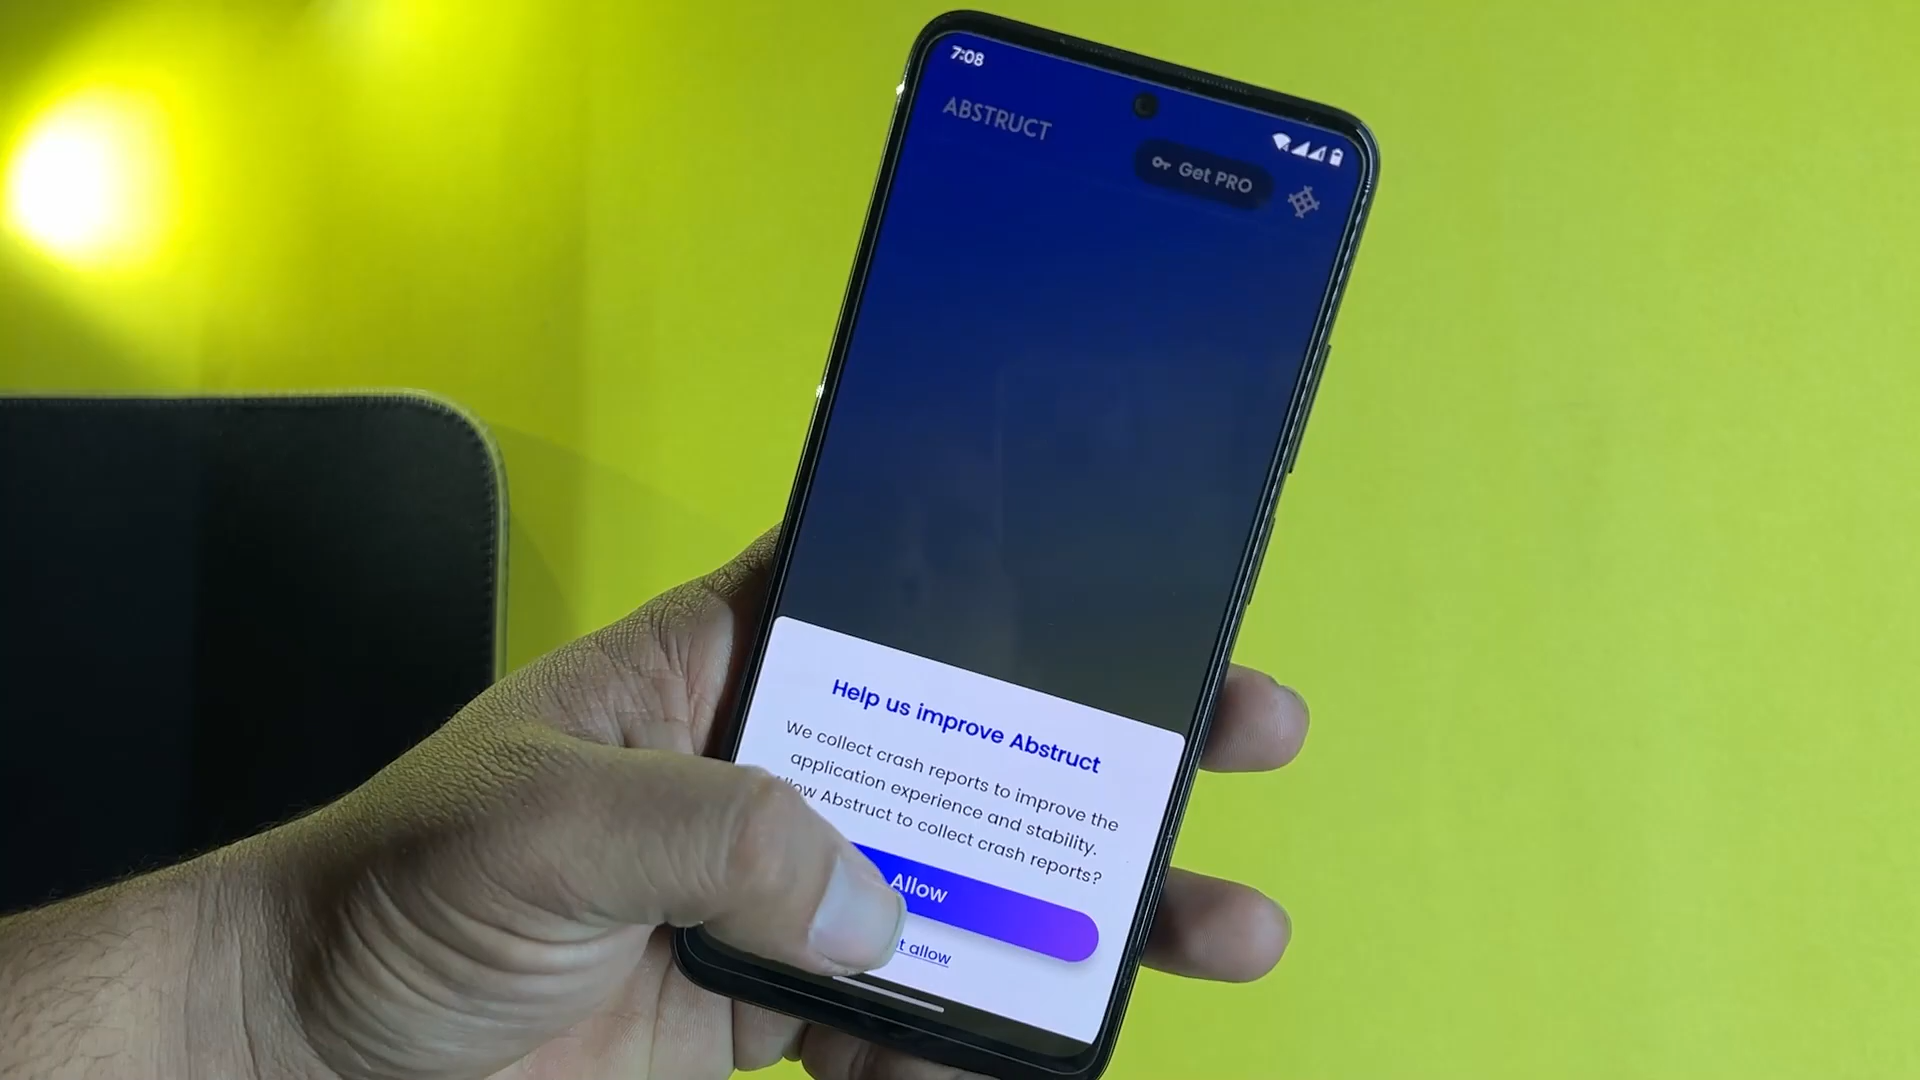 7:08
ABSTRUCT
Get PRO
Help us improve Abstruct
We collect crash reports to improve the
application experience and stability.
Abstruct to collect crash reports?
Allow
allow